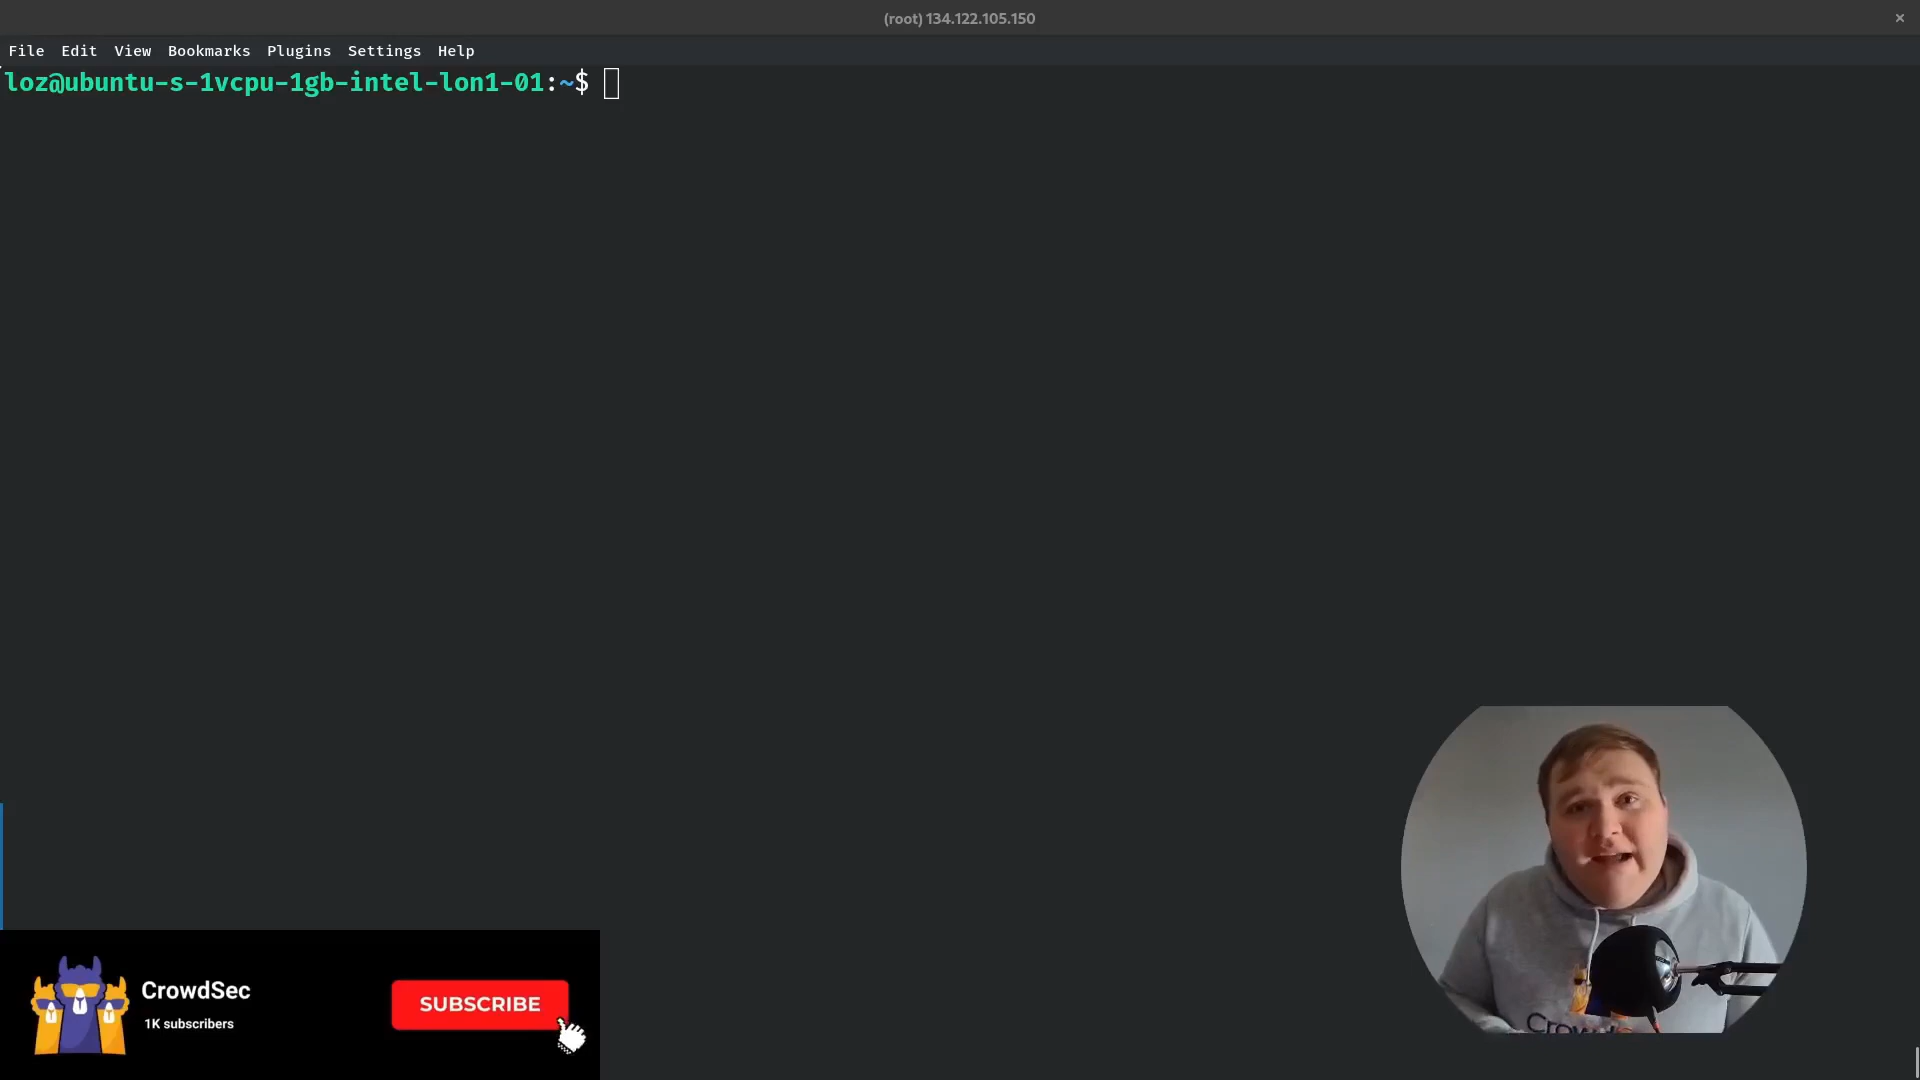 (root) 134.122.105.150
File Edit View Bookmarks Plugins Settings Help
loz@ubuntu-s-1vcpu-1gb-intel-lon1-01:~$
CrowdSec
1K subscribers
SUBSCRIBE